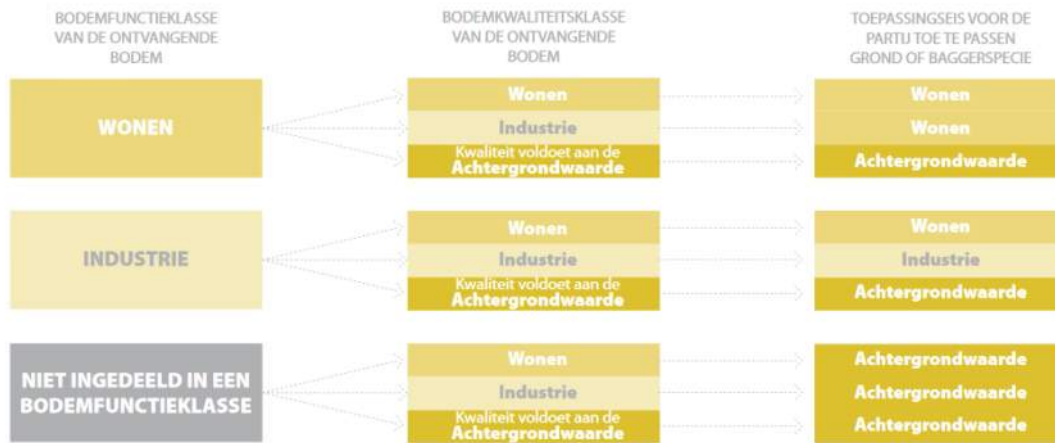 BODEMFUNCTIEKLASSE
VAN DE ONTVANGENDE
BODEM
BODEMKWALITEITSKLASSE
VAN DE ONTVANGENDE
BODEM
TOEPASSINGSEIS VOOR DE
PARTIJ TOE TE PASSEN
GROND OF BAGGERSPECIE
WONEN
Wonen
Industrie
Kwaliteit voldoet aan de
Achtergrondwaarde
Wonen
Wonen
Achtergrondwaarde
INDUSTRIE
Wonen
Industrie
Kwaliteit voldoet aan de
Achtergrondwaarde
Wonen
Industrie
Achtergrondwaarde
NIET INGEDEELD IN EEN
BODEMFUNCTIEKLASSE
Wonen
Industrie
Kwaliteit voldoet aan de
Achtergrondwaarde
Achtergrondwaarde
Achtergrondwaarde
Achtergrondwaarde